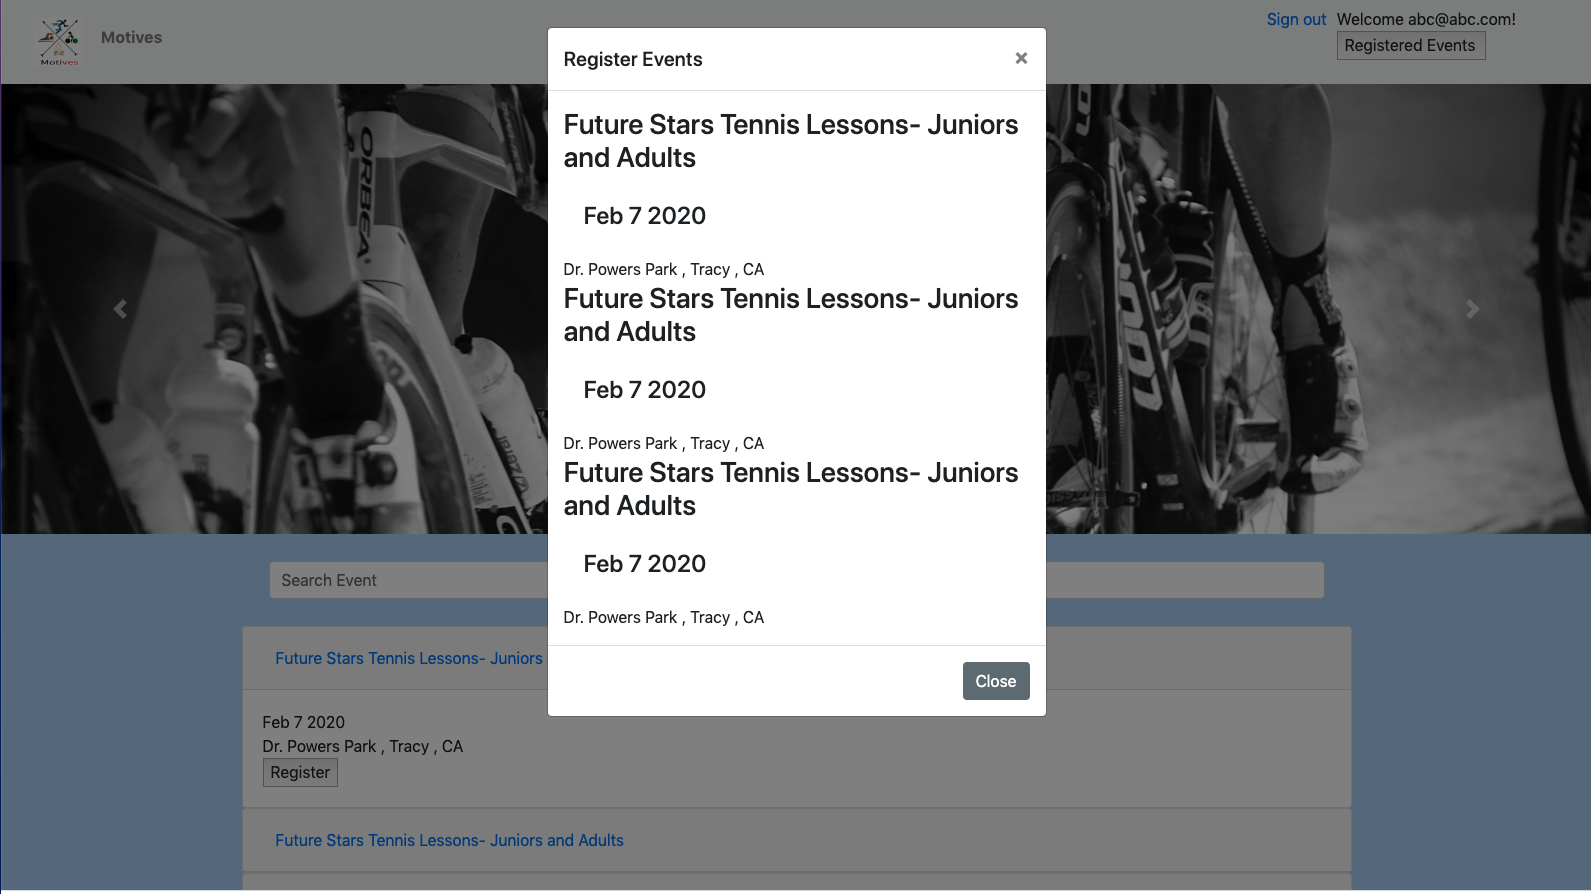 Motives
Motives
Sign out Welcome abc@abc.com!
Registered Events
Register Events
×
Future Stars Tennis Lessons- Juniors
and Adults
Feb 7 2020
Dr. Powers Park , Tracy , CA
Future Stars Tennis Lessons- Juniors
and Adults
Feb 7 2020
Dr. Powers Park , Tracy , CA
Future Stars Tennis Lessons- Juniors
and Adults
Feb 7 2020
Dr. Powers Park , Tracy , CA
Close
ORBEA
Search Event
Future Stars Tennis Lessons- Juniors
Feb 7 2020
Dr. Powers Park , Tracy , CA
Register
Future Stars Tennis Lessons- Juniors and Adults